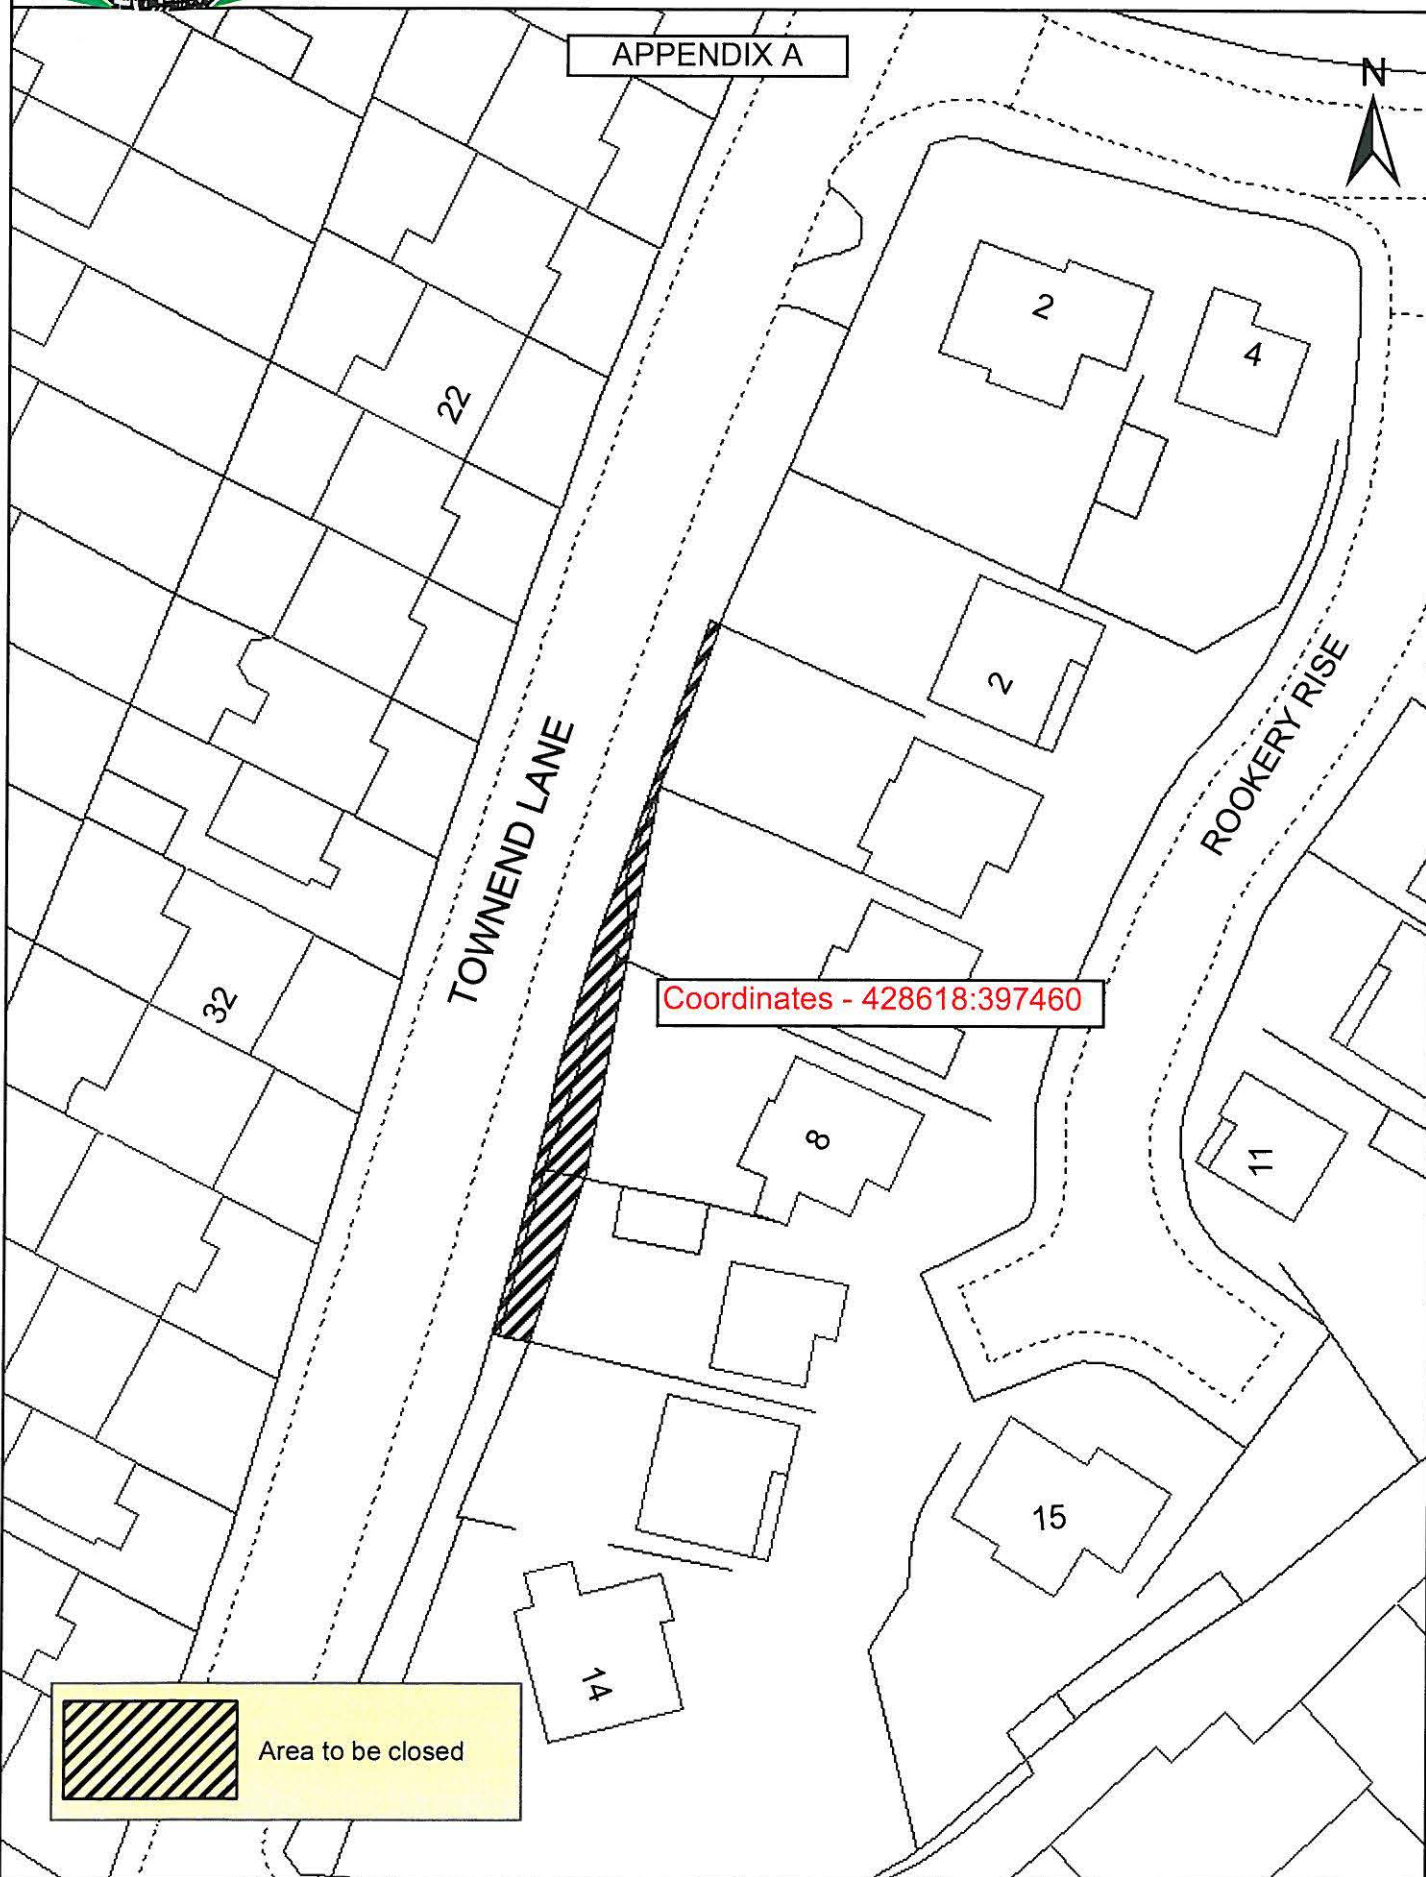 APPENDIX A
N
2
4
22
2
TOWNEND LANE
ROOKERY RISE
32
Coordinates - 428618:397460
8
11
15
14
Area to be closed